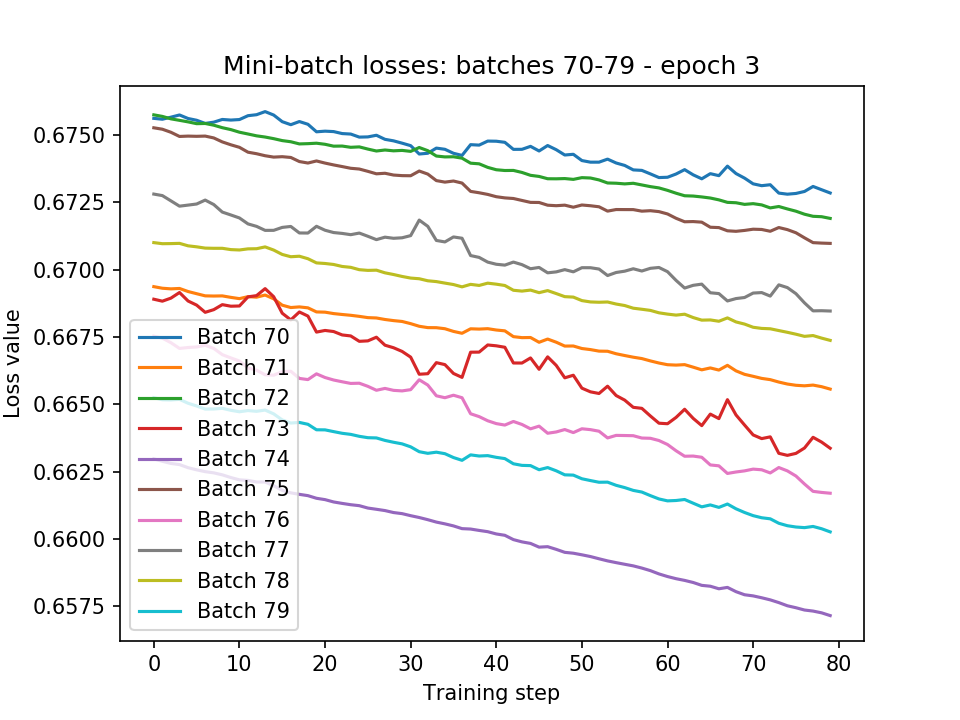 Mini-batch losses: batches 70-79 - epoch 3
Loss value
0.6750
0.6725
0.6700
0.6675
0.6650
0.6625
0.6600
0.6575
Batch 70
Batch 71
Batch 72
Batch 73
Batch 74
Batch 75
Batch 76
Batch 77
Batch 78
Batch 79
0 10 20 30 40 50 60 70 80
Training step